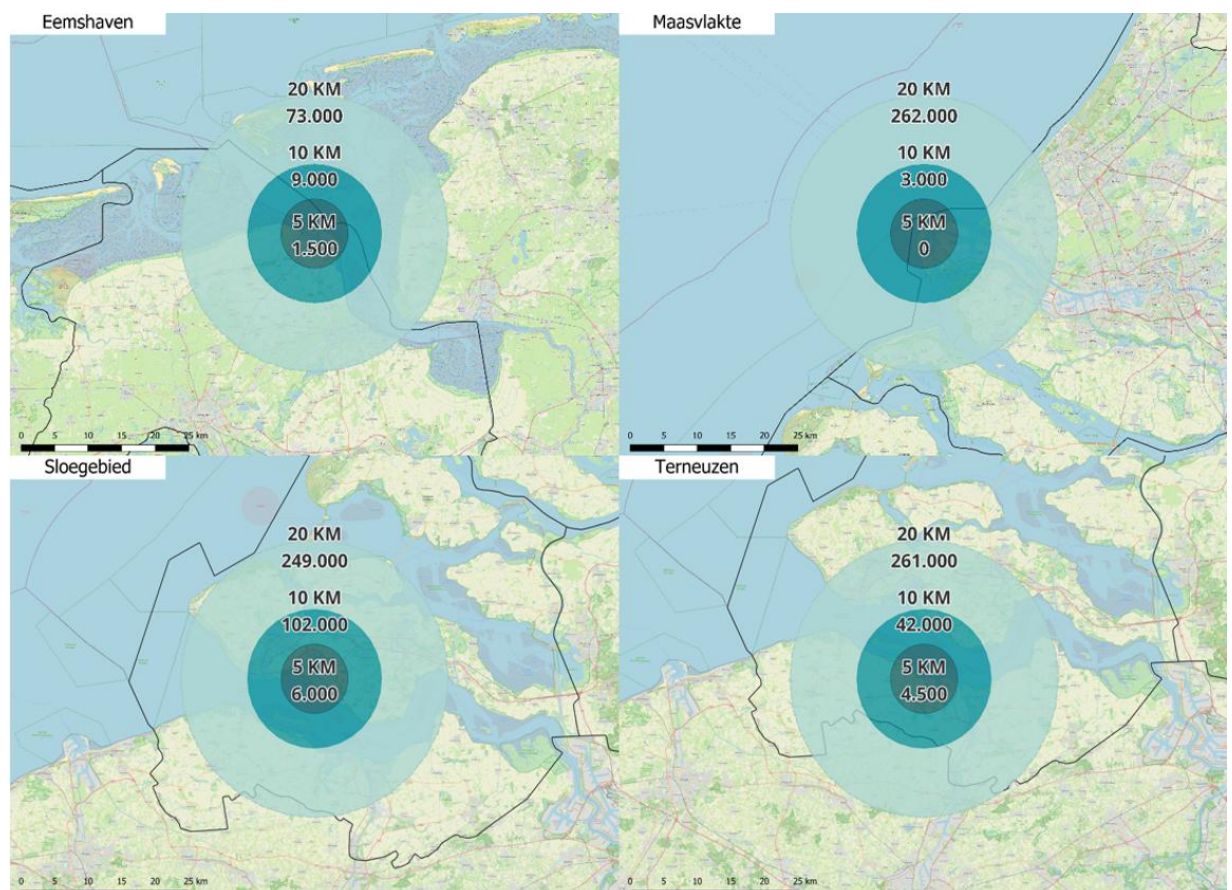 Eemshaven
20 KM
73.000
10 KM
9.000
5 KM
1.500
0 5 10 15 20 25 km
Maasvlakte
20 KM
262.000
10 KM
3.000
5 KM
0
0 5 10 15 20 25 km
Sloegebied
20 KM
249.000
10 KM
102.000
5 KM
6.000
0 5 10 15 20 25 km
Terneuzen
20 KM
261.000
10 KM
42.000
5 KM
4.500
0 5 10 15 20 25 km